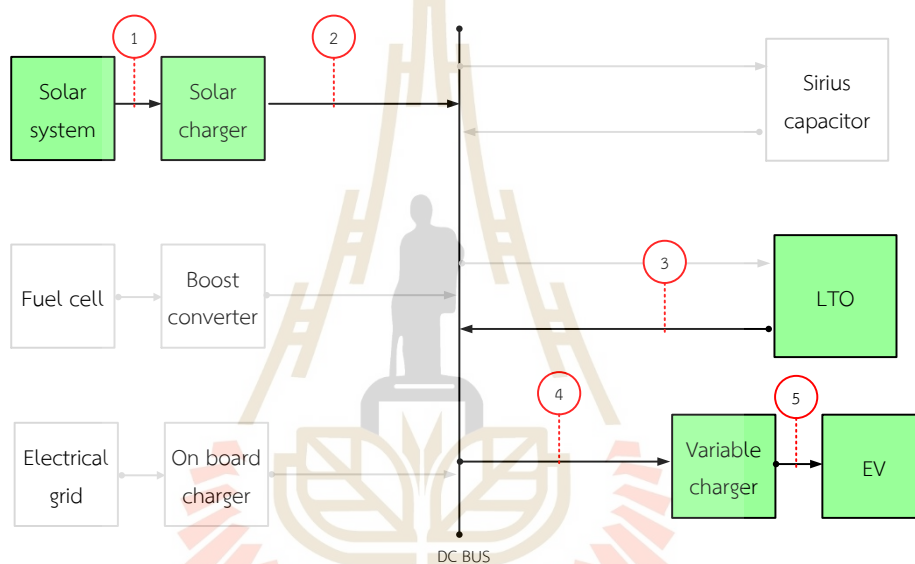 1
2
Solar
system
Solar
charger
Sirius
capacitor
3
Fuel cell
Boost
converter
LTO
4
5
Electrical
grid
On board
charger
Variable
charger
EV
DC BUS